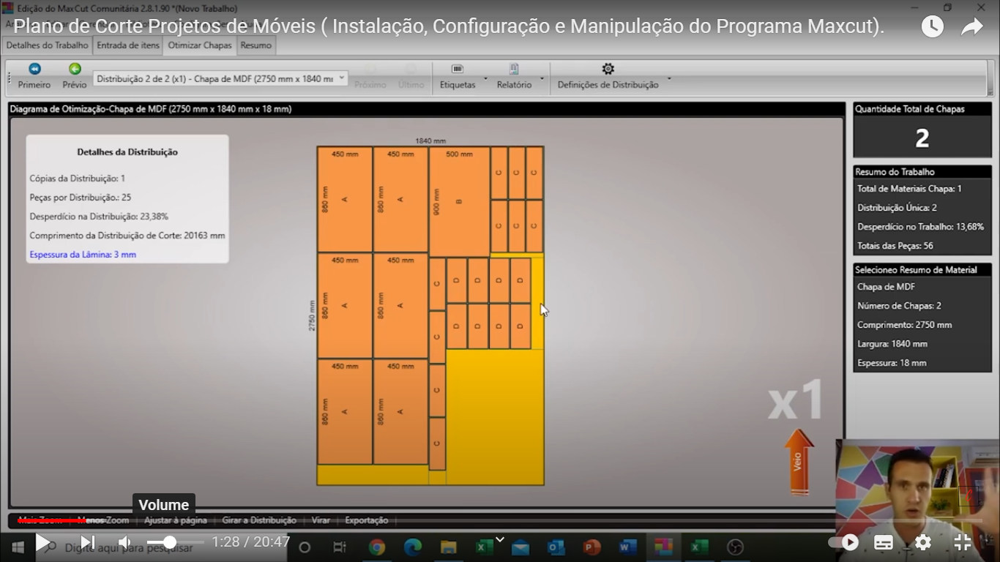 Edição do MaxCut Comunitária 2.8.1.90 *(Novo Trabalho)
Plano de Corte Projetos de Móveis ( Instalação, Configuração e Manipulação do Programa Maxcut).
Detalhes do Trabalho Entrada de itens Otimizar Chapas Resumo
Primeiro Prévio Distribuição 2 de 2 (x1) - Chapa de MDF (2750 mm x 1840 mm Próximo Último Etiquetas Relatório Definições de Distribuição
Diagrama de Otimização-Chapa de MDF (2750 mm x 1840 mm x 18 mm)
Detalhes da Distribuição
Cópias da Distribuição: 1
Peças por Distribuição.: 25
Desperdício na Distribuição: 23,38%
Comprimento da Distribuição de Corte: 20163 mm
Espessura da Lâmina: 3 mm
1840 mm
450 mm 450 mm 500 mm
860 mm A 860 mm A 900 mm B C C C
C C C
450 mm 450 mm
860 mm A 860 mm A C D D D D
2750 mm
C D D D D
450 mm 450 mm
860 mm A 860 mm A C
C
x1
Veio
Quantidade Total de Chapas
2
Resumo do Trabalho
Total de Materiais Chapa: 1
Distribuição Única: 2
Desperdício no Trabalho: 13,68%
Totais das Peças: 56
Selecioneo Resumo de Material
Chapa de MDF
Número de Chapas: 2
Comprimento: 2750 mm
Largura: 1840 mm
Espessura: 18 mm
Volume
Mais Zoom Menos Zoom Ajustar à página Girar a Distribuição Virar Exportação
Digite aqui para pesquisar
1:28 / 20:47